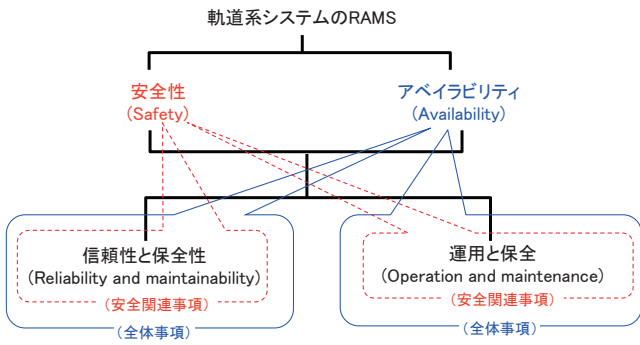 軌道系システムのRAMS
安全性
(Safety)
アベイラビリティ
(Availability)
信頼性と保全性
(Reliability and maintainability)
(安全関連事項)
(全体事項)
運用と保全
(Operation and maintenance)
(安全関連事項)
(全体事項)